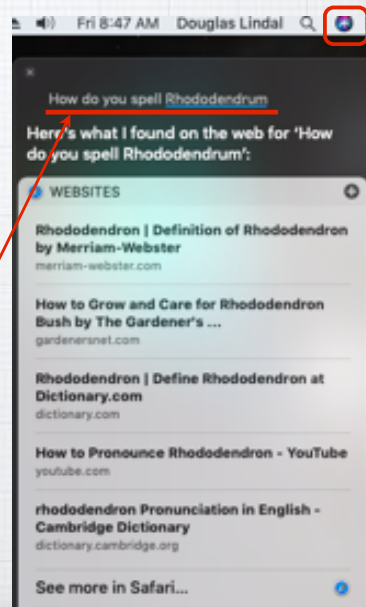 Fri 8:47 AM Douglas Lindal
How do you spell Rhododendrum
Here's what I found on the web for 'How
do you spell Rhododendrum':
WEBSITES
Rhododendron | Definition of Rhododendron
by Merriam-Webster
merriam-webster.com
How to Grow and Care for Rhododendron
Bush by The Gardener's ...
gardenersnet.com
Rhododendron | Define Rhododendron at
Dictionary.com
dictionary.com
How to Pronounce Rhododendron - YouTube
youtube.com
rhododendron Pronunciation in English -
Cambridge Dictionary
dictionary.cambridge.org
See more in Safari...